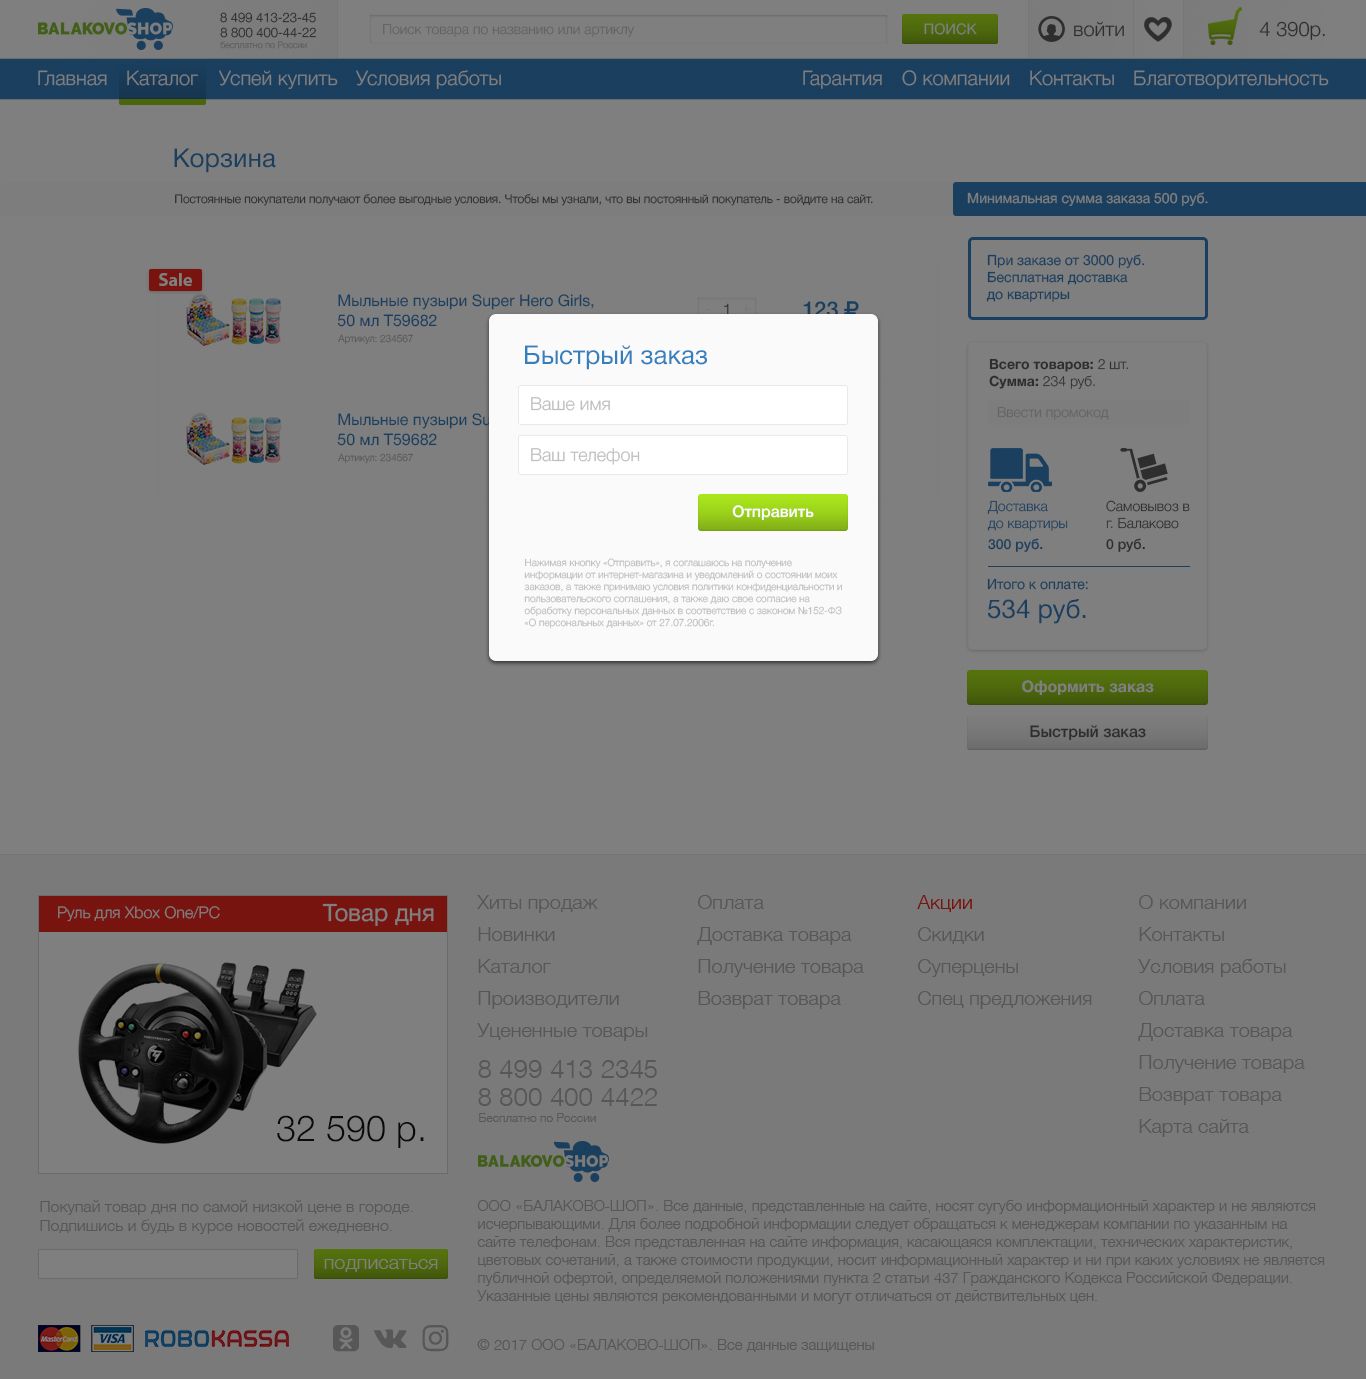 BALAKOVOSHOP
8 499 413-23-45
8 800 400-44-22
бесплатно по России
Поиск товара по названию или артиклу
ПОИСК
ВОЙТИ
4 390р.
Главная
Каталог
Успей купить
Условия работы
Гарантия
О компании
Контакты
Благотворительность
Корзина
Постоянные покупатели получают более выгодные условия. Чтобы мы узнали, что вы постоянный покупатель - войдите на сайт.
Минимальная сумма заказа 500 руб.
При заказе от 3000 руб.
Бесплатная доставка
до квартиры
Sale
Мыльные пузыри Super Hero Girls,
50 мл T59682
Артикул: 234567
1
123 ₽
Мыльные пузыри Su
50 мл T59682
Артикул: 234567
Быстрый заказ
Ваше имя
Ваш телефон
Отправить
Нажимая кнопку «Отправить», я соглашаюсь на получение
информации от интернет-магазина и уведомлений о состоянии моих
заказов, а также принимаю условия политики конфиденциальности и
пользовательского соглашения, а также даю свое согласие на
обработку персональных данных в соответствие с законом №152-ФЗ
«О персональных данных» от 27.07.2006г.
Всего товаров: 2 шт.
Сумма: 234 руб.
Ввести промокод
Доставка
до квартиры
300 руб.
Самовывоз в
г. Балаково
0 руб.
Итого к оплате:
534 руб.
Оформить заказ
Быстрый заказ
Руль для Xbox One/PC
Товар дня
32 590 р.
Покупай товар дня по самой низкой цене в городе.
Подпишись и будь в курсе новостей ежедневно.
ПОДПИСАТЬСЯ
MasterCard
VISA
ROBOKASSA
Хиты продаж
Новинки
Каталог
Производители
Уцененные товары
8 499 413 2345
8 800 400 4422
Бесплатно по России
Оплата
Доставка товара
Получение товара
Возврат товара
Акции
Скидки
Суперцены
Спец предложения
О компании
Контакты
Условия работы
Оплата
Доставка товара
Получение товара
Возврат товара
Карта сайта
BALAKOVOSHOP
ООО «БАЛАКОВО-ШОП». Все данные, представленные на сайте, носят сугубо информационный характер и не являются
исчерпывающими. Для более подробной информации следует обращаться к менеджерам компании по указанным на
сайте телефонам. Вся представленная на сайте информация, касающаяся комплектации, технических характеристик,
цветовых сочетаний, а также стоимости продукции, носит информационный характер и ни при каких условиях не является
публичной офертой, определяемой положениями пункта 2 статьи 437 Гражданского Кодекса Российской Федерации.
Указанные цены являются рекомендованными и могут отличаться от действительных цен.
© 2017 ООО «БАЛАКОВО-ШОП». Все данные защищены